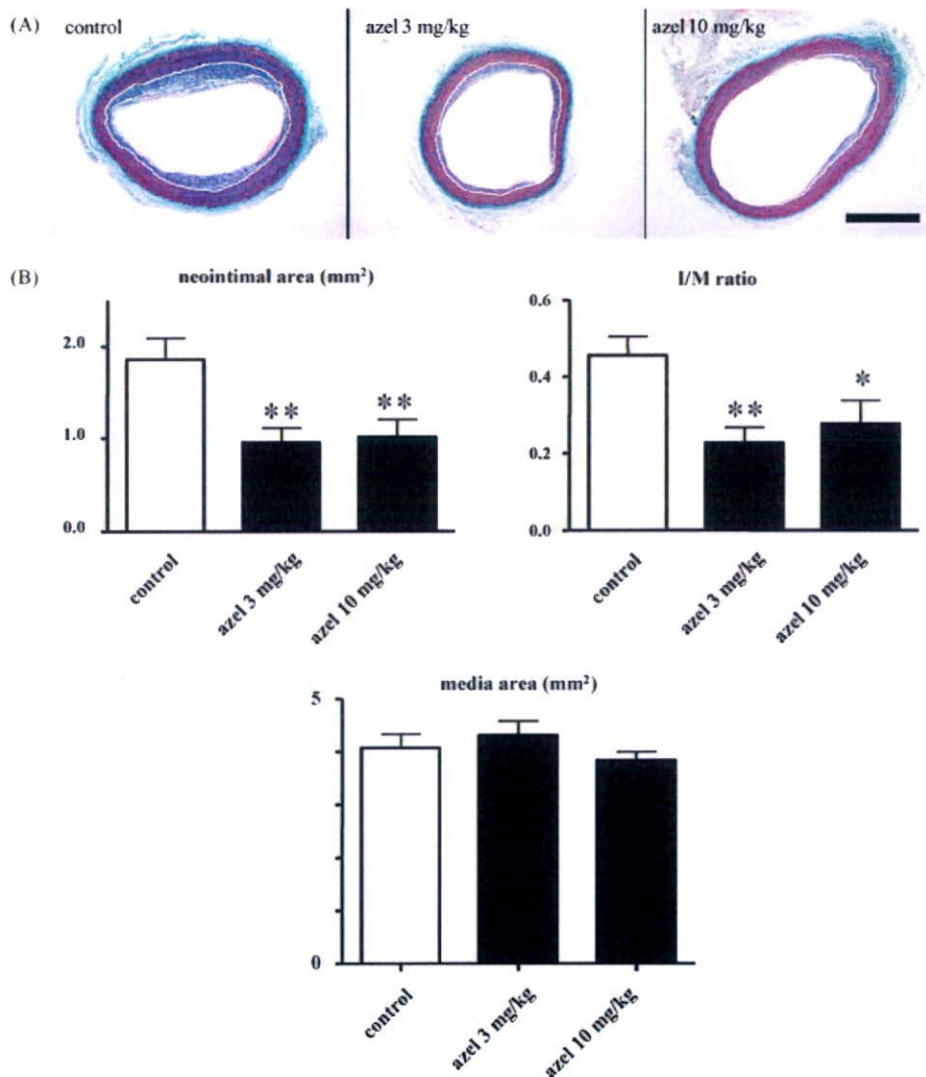 (A) control azel 3 mg/kg azel 10 mg/kg
(B) neointimal area (mm²)
2.0
1.0
0.0
** **
control azel 3 mg/kg azel 10 mg/kg
I/M ratio
0.6
0.4
0.2
0.0
** *
control azel 3 mg/kg azel 10 mg/kg
media area (mm²)
5
0
control azel 3 mg/kg azel 10 mg/kg